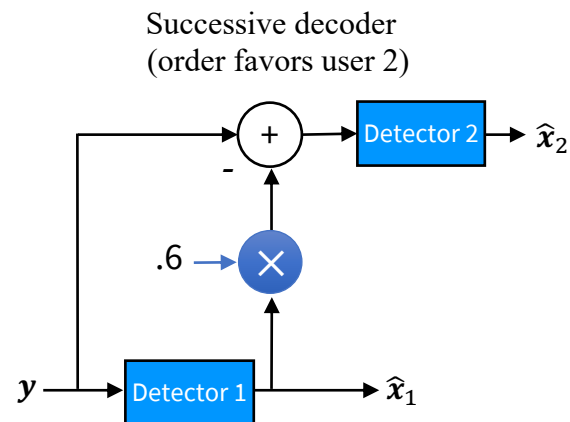 Successive decoder
(order favors user 2)
+
Detector 2
x̂₂
-
.6
×
y
Detector 1
x̂₁